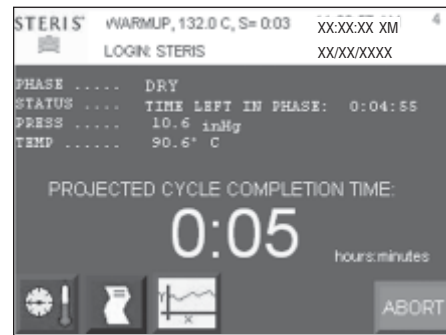 STERIS® WARMUP, 132.0 C, S= 0:03 XX:XX:XX XM 4
LOGIN: STERIS XX/XX/XXXX
PHASE ..... DRY
STATUS .... TIME LEFT IN PHASE: 0:04:55
PRESS .... 10.6 inHg
TEMP ...... 90.6° C
PROJECTED CYCLE COMPLETION TIME:
0:05 hours:minutes
X
ABORT